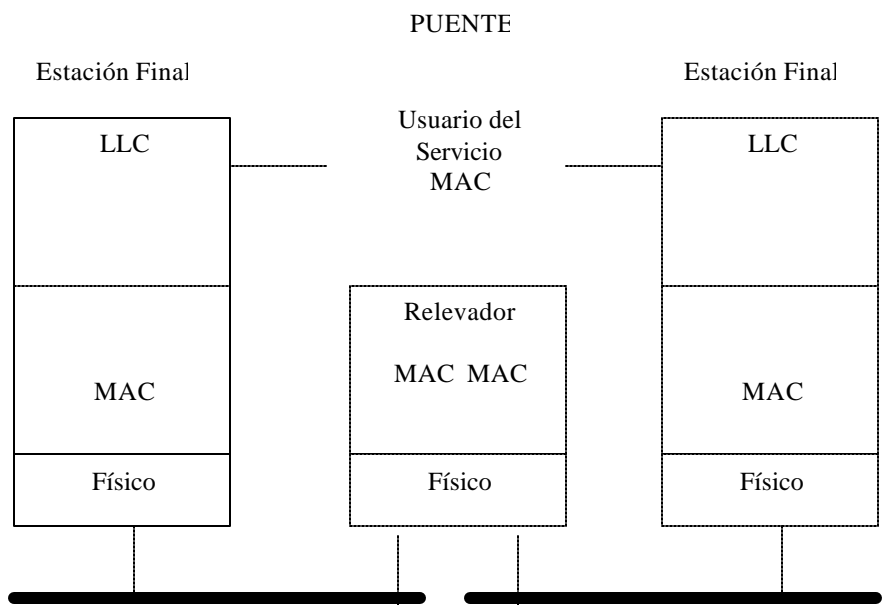 PUENTE
Estación Final
Estación Final
LLC
Usuario del
Servicio
MAC
LLC
Relevador
MAC MAC
MAC
MAC
Físico
Físico
Físico